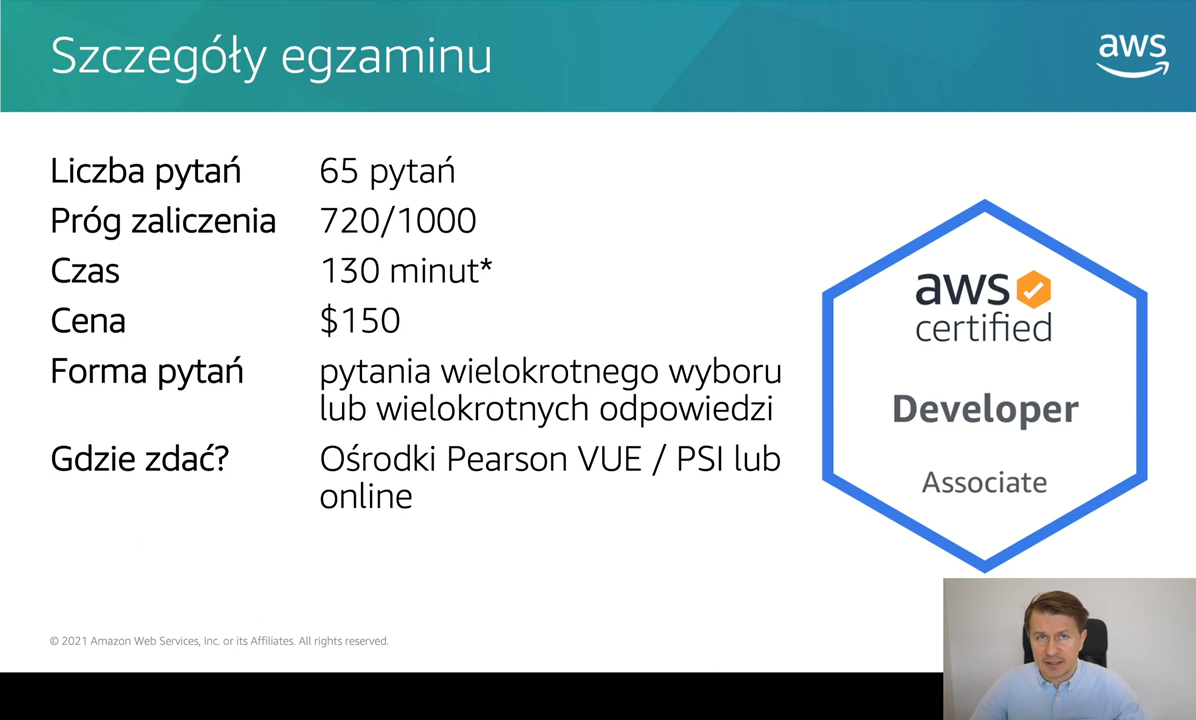 Szczegóły egzaminu
aws
Liczba pytań 65 pytań
Próg zaliczenia 720/1000
Czas 130 minut*
Cena $150
Forma pytań pytania wielokrotnego wyboru
lub wielokrotnych odpowiedzi
Gdzie zdać? Ośrodki Pearson VUE / PSI lub
online
aws
certified
Developer
Associate
© 2021 Amazon Web Services, Inc. or its Affiliates. All rights reserved.